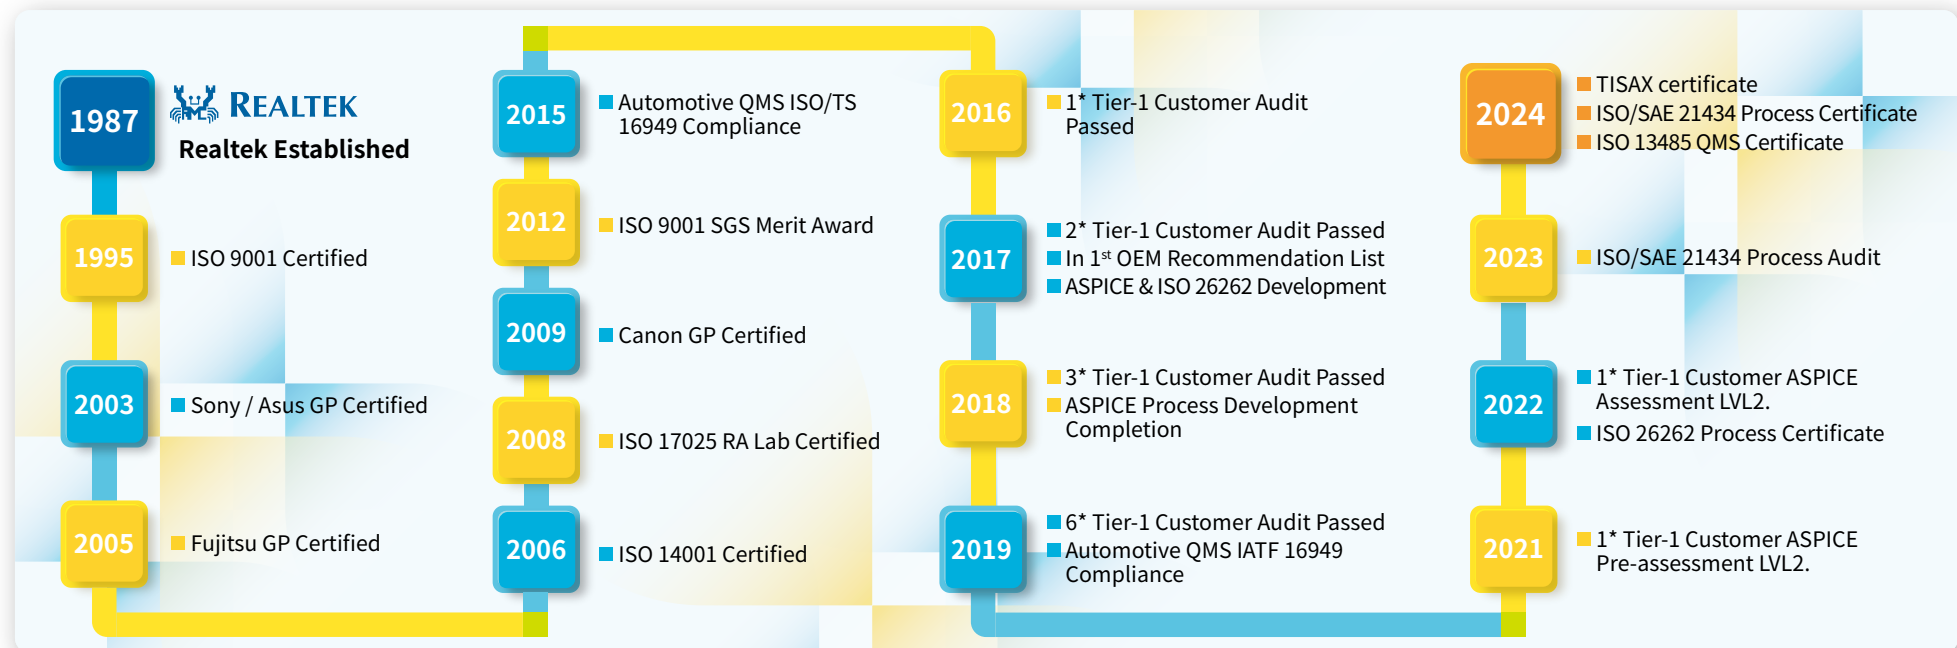 1987
REALTEK
Realtek Established
1995
ISO 9001 Certified
2003
Sony / Asus GP Certified
2005
Fujitsu GP Certified
2015
Automotive QMS ISO/TS
16949 Compliance
2012
ISO 9001 SGS Merit Award
2009
Canon GP Certified
2008
ISO 17025 RA Lab Certified
2006
ISO 14001 Certified
2016
1* Tier-1 Customer Audit
Passed
2017
2* Tier-1 Customer Audit Passed
In 1st OEM Recommendation List
ASPICE & ISO 26262 Development
2018
3* Tier-1 Customer Audit Passed
ASPICE Process Development
Completion
2019
6* Tier-1 Customer Audit Passed
Automotive QMS IATF 16949
Compliance
2024
TISAX certificate
ISO/SAE 21434 Process Certificate
ISO 13485 QMS Certificate
2023
ISO/SAE 21434 Process Audit
2022
1* Tier-1 Customer ASPICE
Assessment LVL2.
ISO 26262 Process Certificate
2021
1* Tier-1 Customer ASPICE
Pre-assessment LVL2.